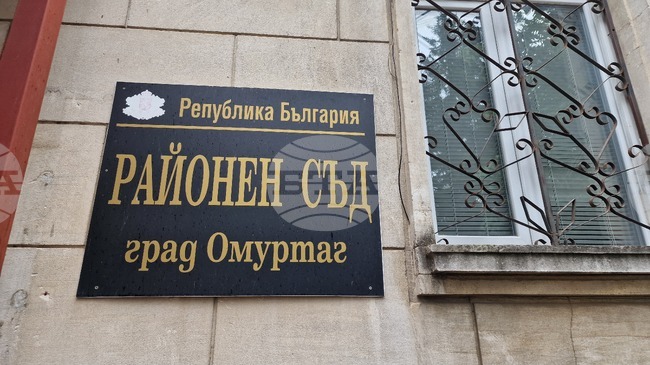 Република България
РАЙОНЕН СЪД
град Омуртаг